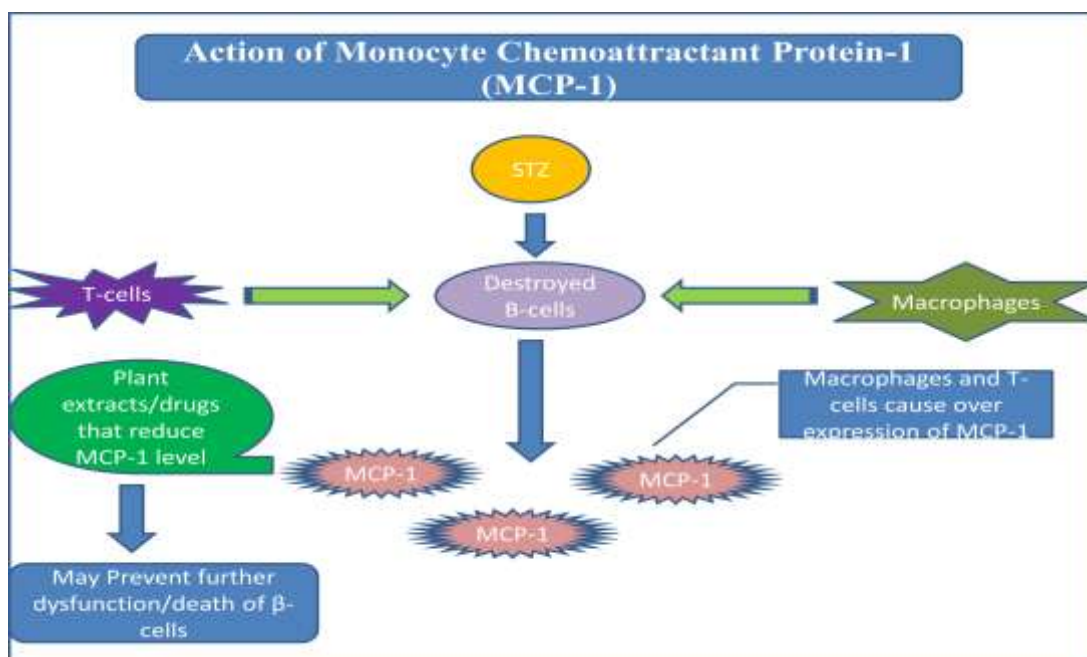 Action of Monocyte Chemoattractant Protein-1
(MCP-1)
STZ
T-cells
Destroyed
B-cells
Macrophages
Plant
extracts/drugs
that reduce
MCP-1 level
Macrophages and T-
cells cause over
expression of MCP-1
MCP-1
MCP-1
MCP-1
May Prevent further
dysfunction/death of β-
cells